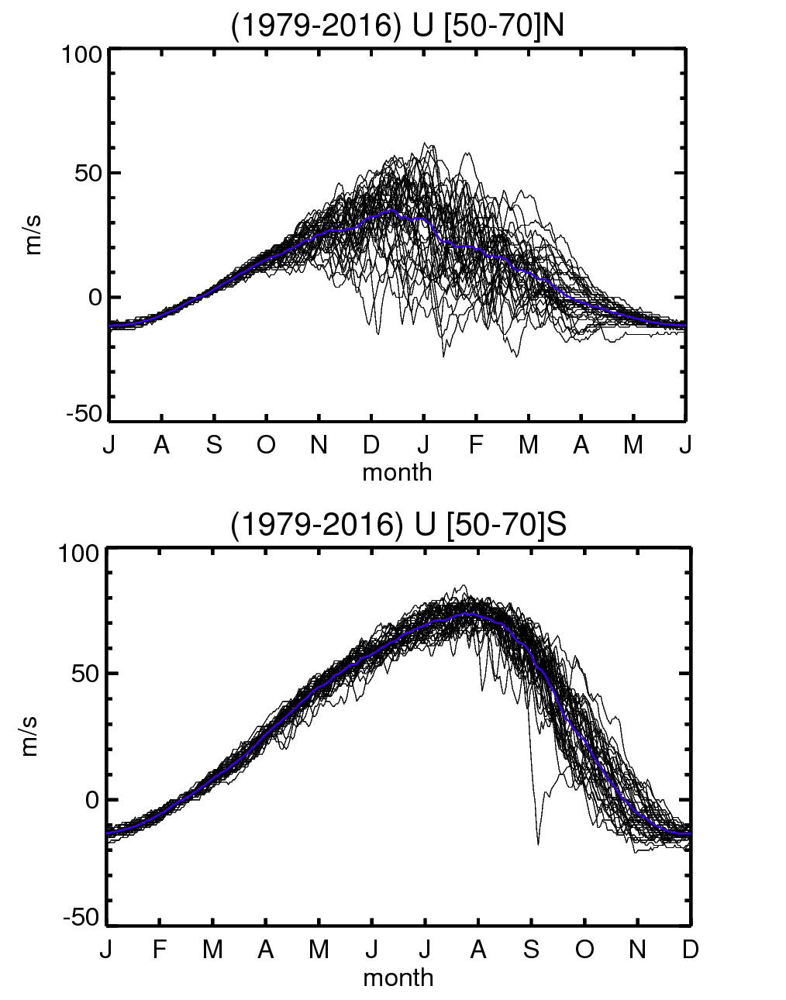 (1979-2016) U [50-70]N
100
50
0
-50
m/s
J A S O N D J F M A M J
month
(1979-2016) U [50-70]S
100
50
0
-50
m/s
J F M A M J J A S O N D
month